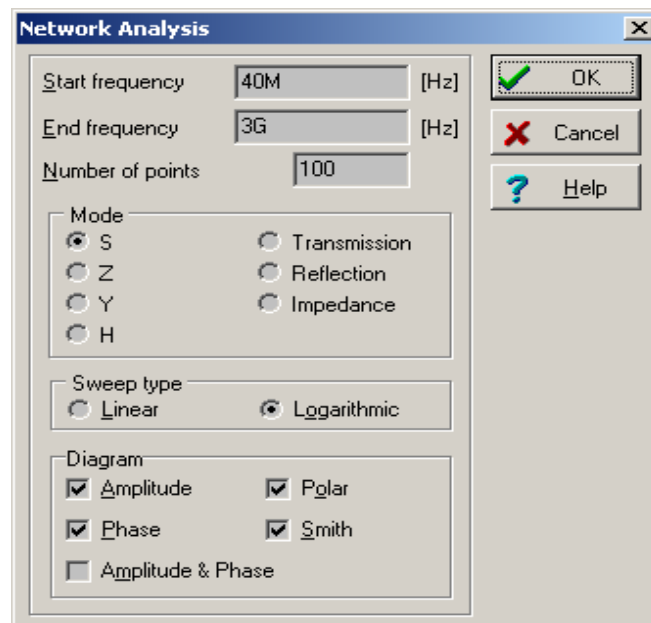 Network Analysis
Start frequency 40M [Hz]
End frequency 3G [Hz]
Number of points 100
OK
Cancel
Help
Mode
S
Z
Y
H
Transmission
Reflection
Impedance
Sweep type
Linear
Logarithmic
Diagram
Amplitude
Polar
Phase
Smith
Amplitude & Phase